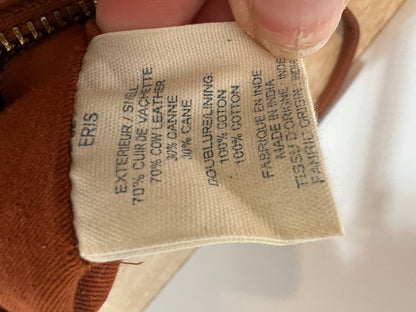 ERIS
EXTERIEUR / SHELL
70% CUIR DE VACHETTE
70% COW LEATHER
30% CANNE
30% CANE
DOUBLURE/LINING
100% COTTON
100% COTTON
FABRIQUE EN INDE
MADE IN INDIA
TISSU D'ORIGINE INDE
FABRIC ORIGIN INDIA